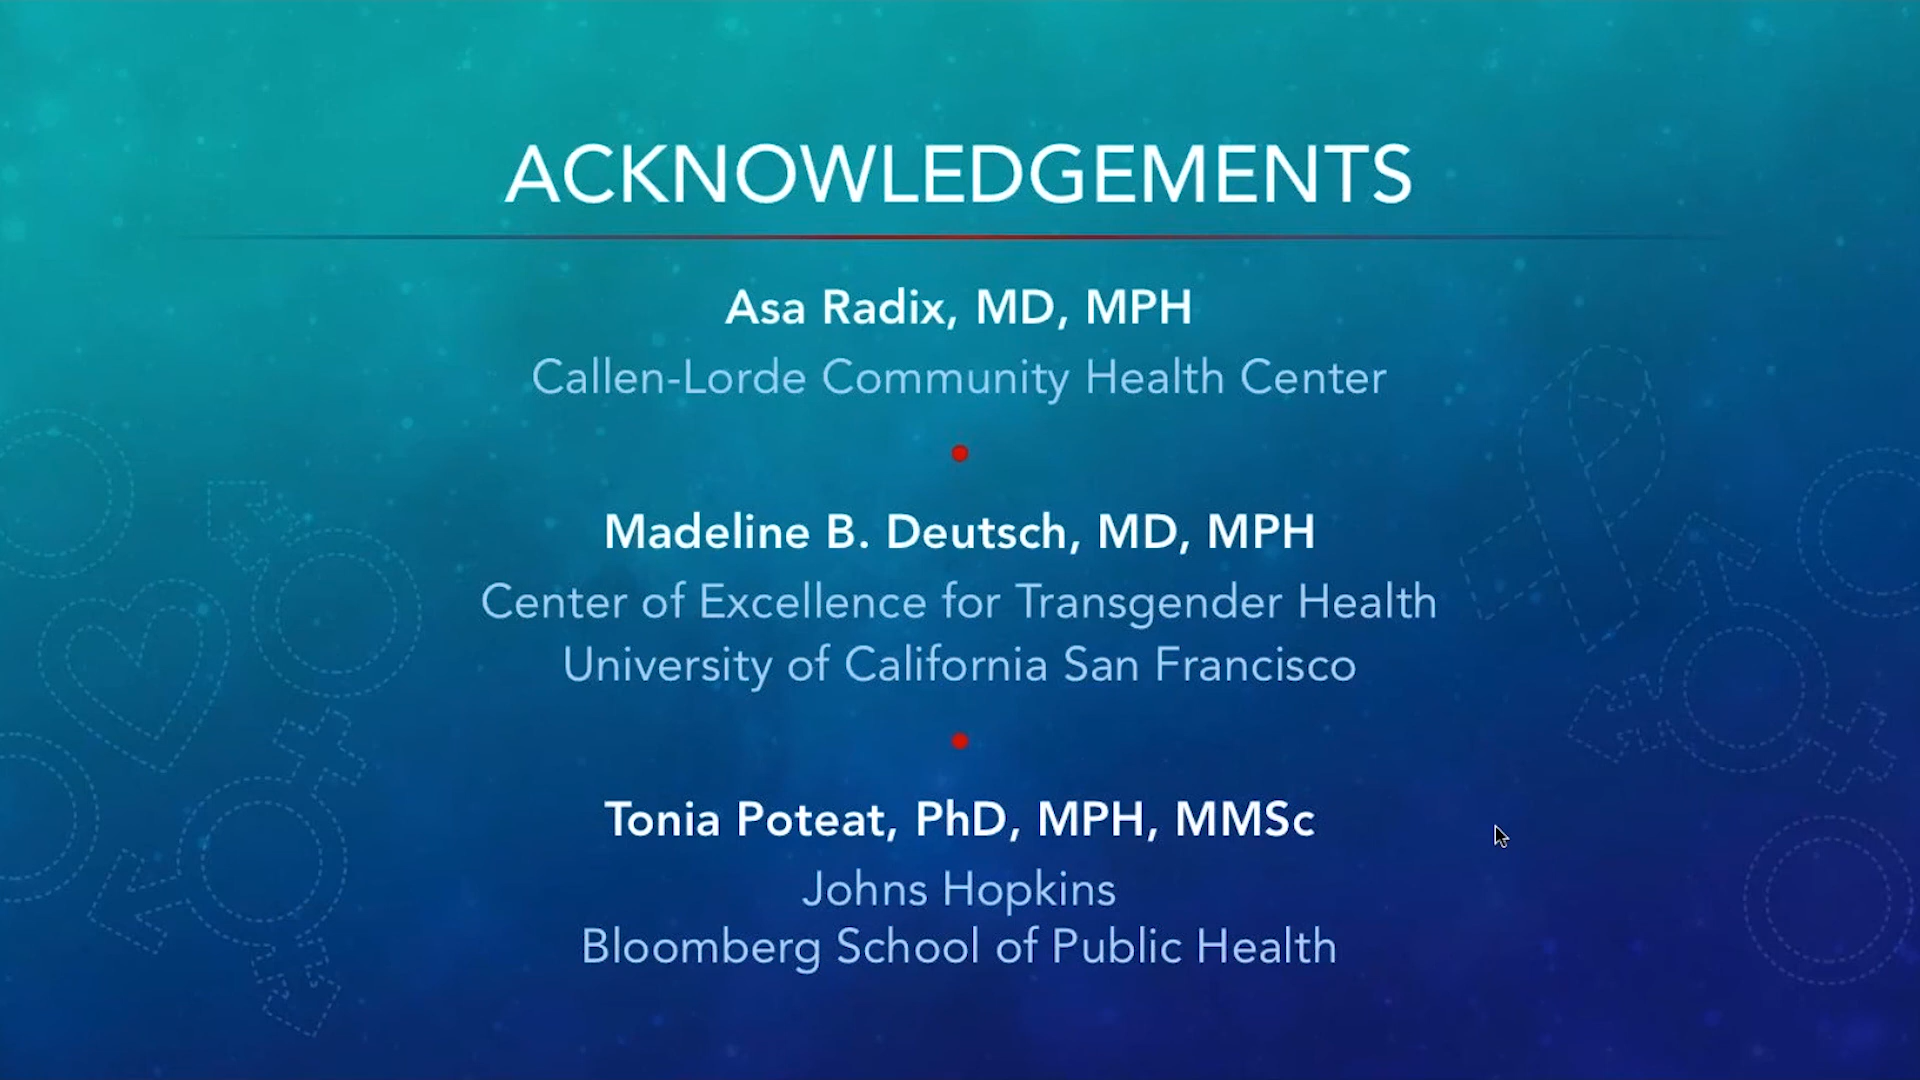 ACKNOWLEDGEMENTS
Asa Radix, MD, MPH
Callen-Lorde Community Health Center
Madeline B. Deutsch, MD, MPH
Center of Excellence for Transgender Health
University of California San Francisco
Tonia Poteat, PhD, MPH, MMSc
Johns Hopkins
Bloomberg School of Public Health